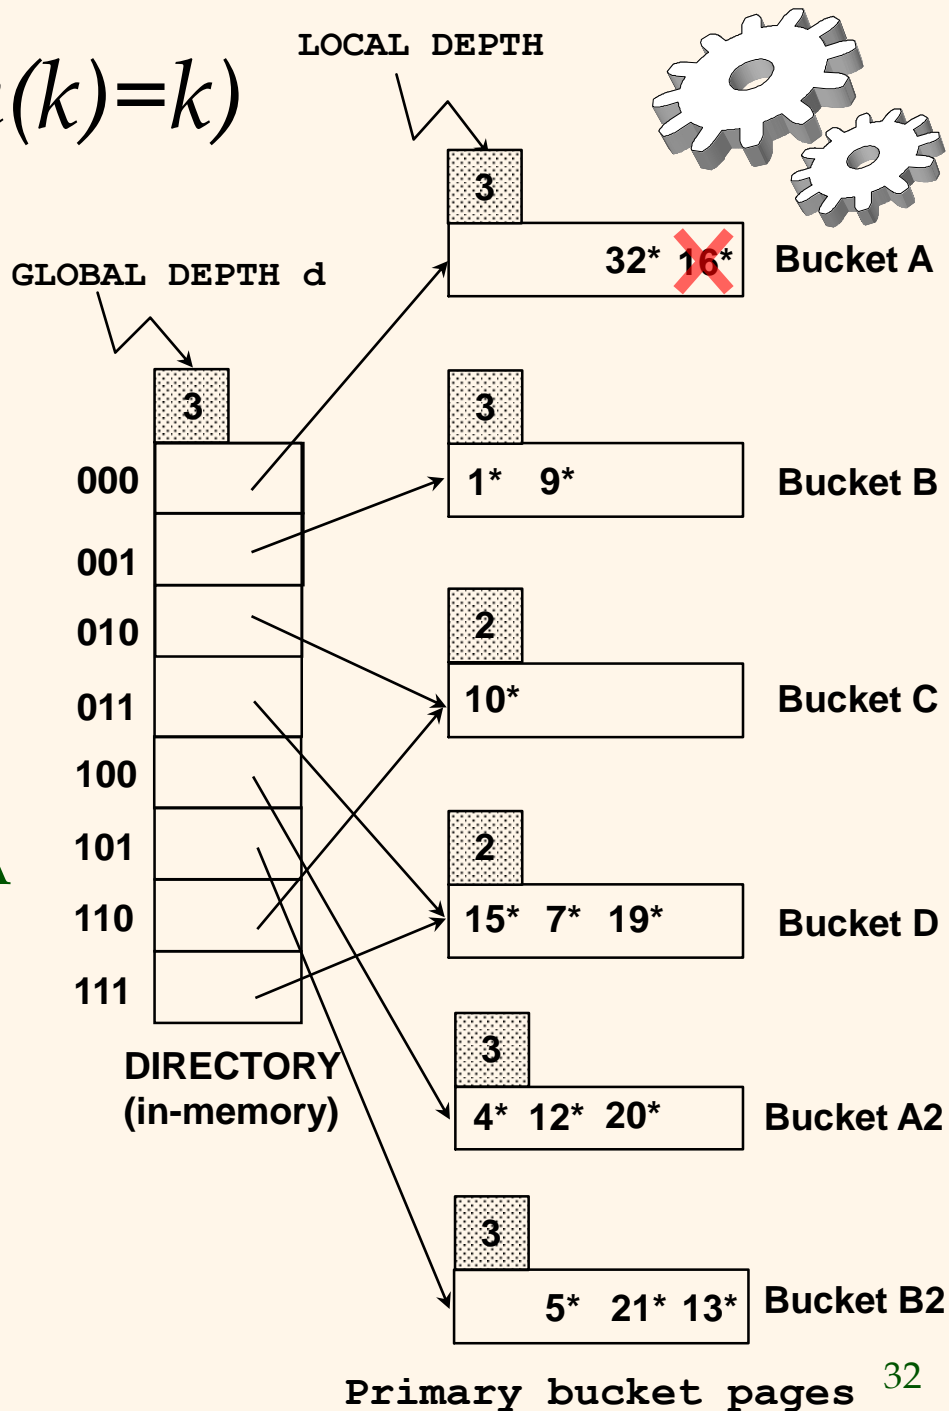 LOCAL DEPTH
(k)=k)
3
32* 16*
Bucket A
GLOBAL DEPTH d
3
3
000
1* 9*
Bucket B
001
2
010
10*
Bucket C
011
100
2
101
110
15* 7* 19*
Bucket D
111
3
DIRECTORY
(in-memory)
4* 12* 20*
Bucket A2
3
5* 21* 13*
Bucket B2
Primary bucket pages
32